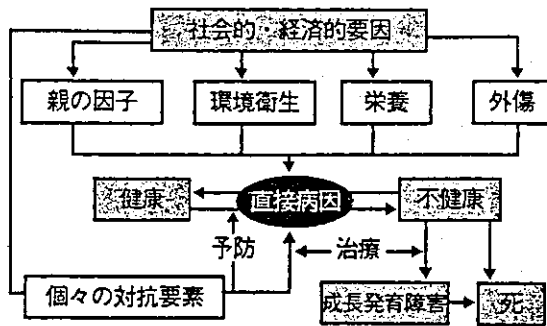 社会的・経済的要因
親の因子
環境衛生
栄養
外傷
健康
直接病因
不健康
予防
治療
個々の対抗要素
成長発育障害
死